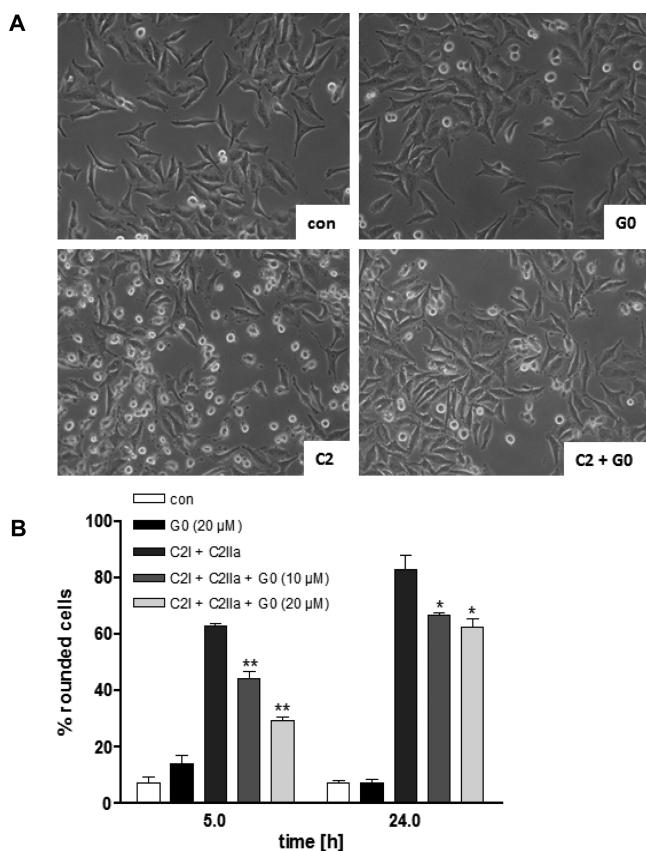 A
con
G0
C2
C2 + G0
B
con
G0 (20 µM)
C2I + C2IIa
C2I + C2IIa + G0 (10 µM)
C2I + C2IIa + G0 (20 µM)
100
80
60
40
20
0
% rounded cells
**
**
*
*
5.0
24.0
time [h]